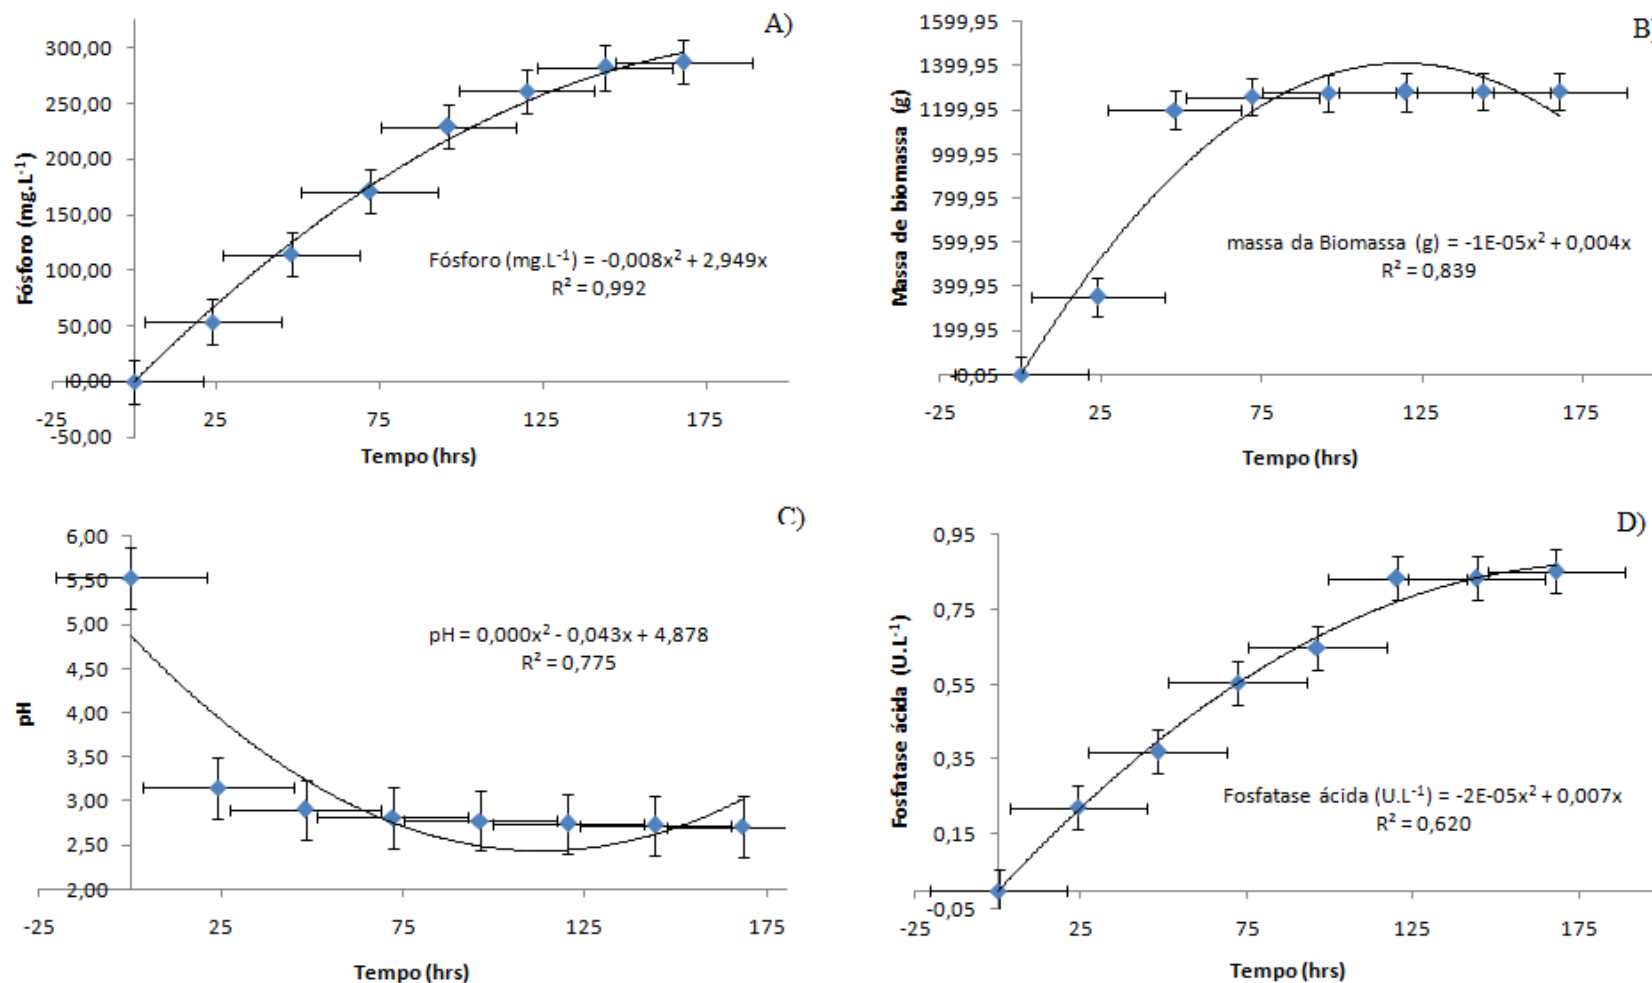 A)
300,00
250,00
200,00
150,00
100,00
50,00
0,00
-50,00
Fósforo (mg.L⁻¹)
Fósforo (mg.L⁻¹) = -0,008x² + 2,949x
R² = 0,992
-25 25 75 125 175
Tempo (hrs)
B)
1599,95
1399,95
1199,95
999,95
799,95
599,95
399,95
199,95
-0,05
Massa de biomassa (g)
massa da Biomassa (g) = -1E-05x² + 0,004x
R² = 0,839
-25 25 75 125 175
Tempo (hrs)
C)
6,00
5,50
5,00
4,50
4,00
3,50
3,00
2,50
2,00
pH
pH = 0,000x² - 0,043x + 4,878
R² = 0,775
-25 25 75 125 175
Tempo (hrs)
D)
0,95
0,75
0,55
0,35
0,15
-0,05
Fosfatase ácida (U.L⁻¹)
Fosfatase ácida (U.L⁻¹) = -2E-05x² + 0,007x
R² = 0,620
-25 25 75 125 175
Tempo (hrs)